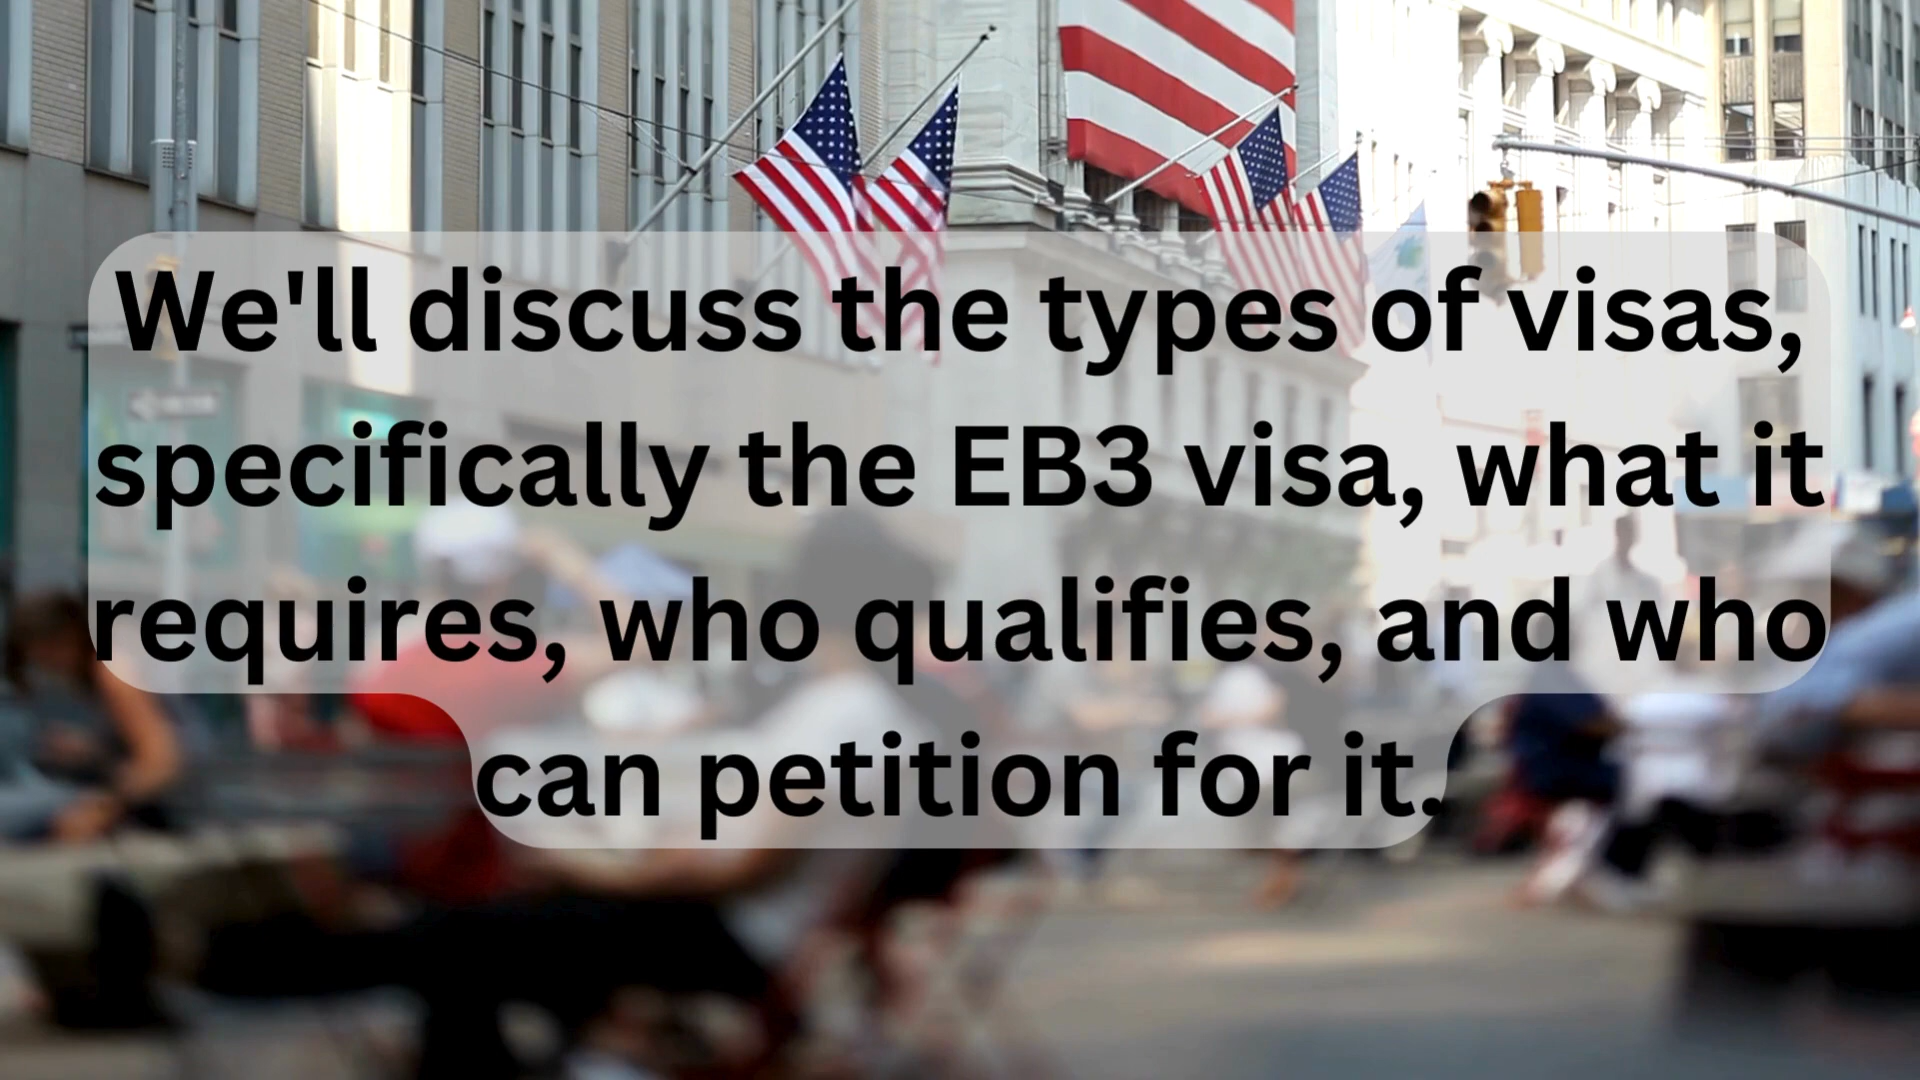 We'll discuss the types of visas,
specifically the EB3 visa, what it
requires, who qualifies, and who
can petition for it.